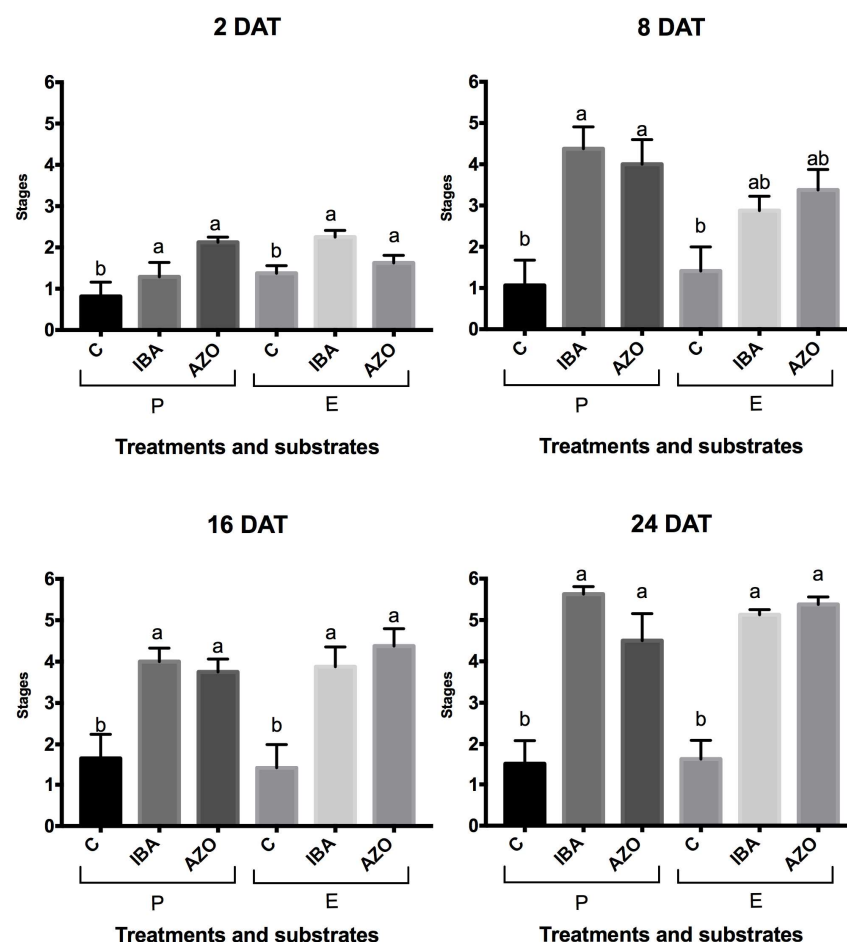 2 DAT
Stages
6
5
4
3
2
1
0
b
a
a
b
a
a
C
IBA
AZO
C
IBA
AZO
P
E
Treatments and substrates
8 DAT
Stages
6
5
4
3
2
1
0
b
a
a
b
ab
ab
C
IBA
AZO
C
IBA
AZO
P
E
Treatments and substrates
16 DAT
Stages
6
5
4
3
2
1
0
b
a
a
b
a
a
C
IBA
AZO
C
IBA
AZO
P
E
Treatments and substrates
24 DAT
Stages
6
5
4
3
2
1
0
b
a
a
b
a
a
C
IBA
AZO
C
IBA
AZO
P
E
Treatments and substrates